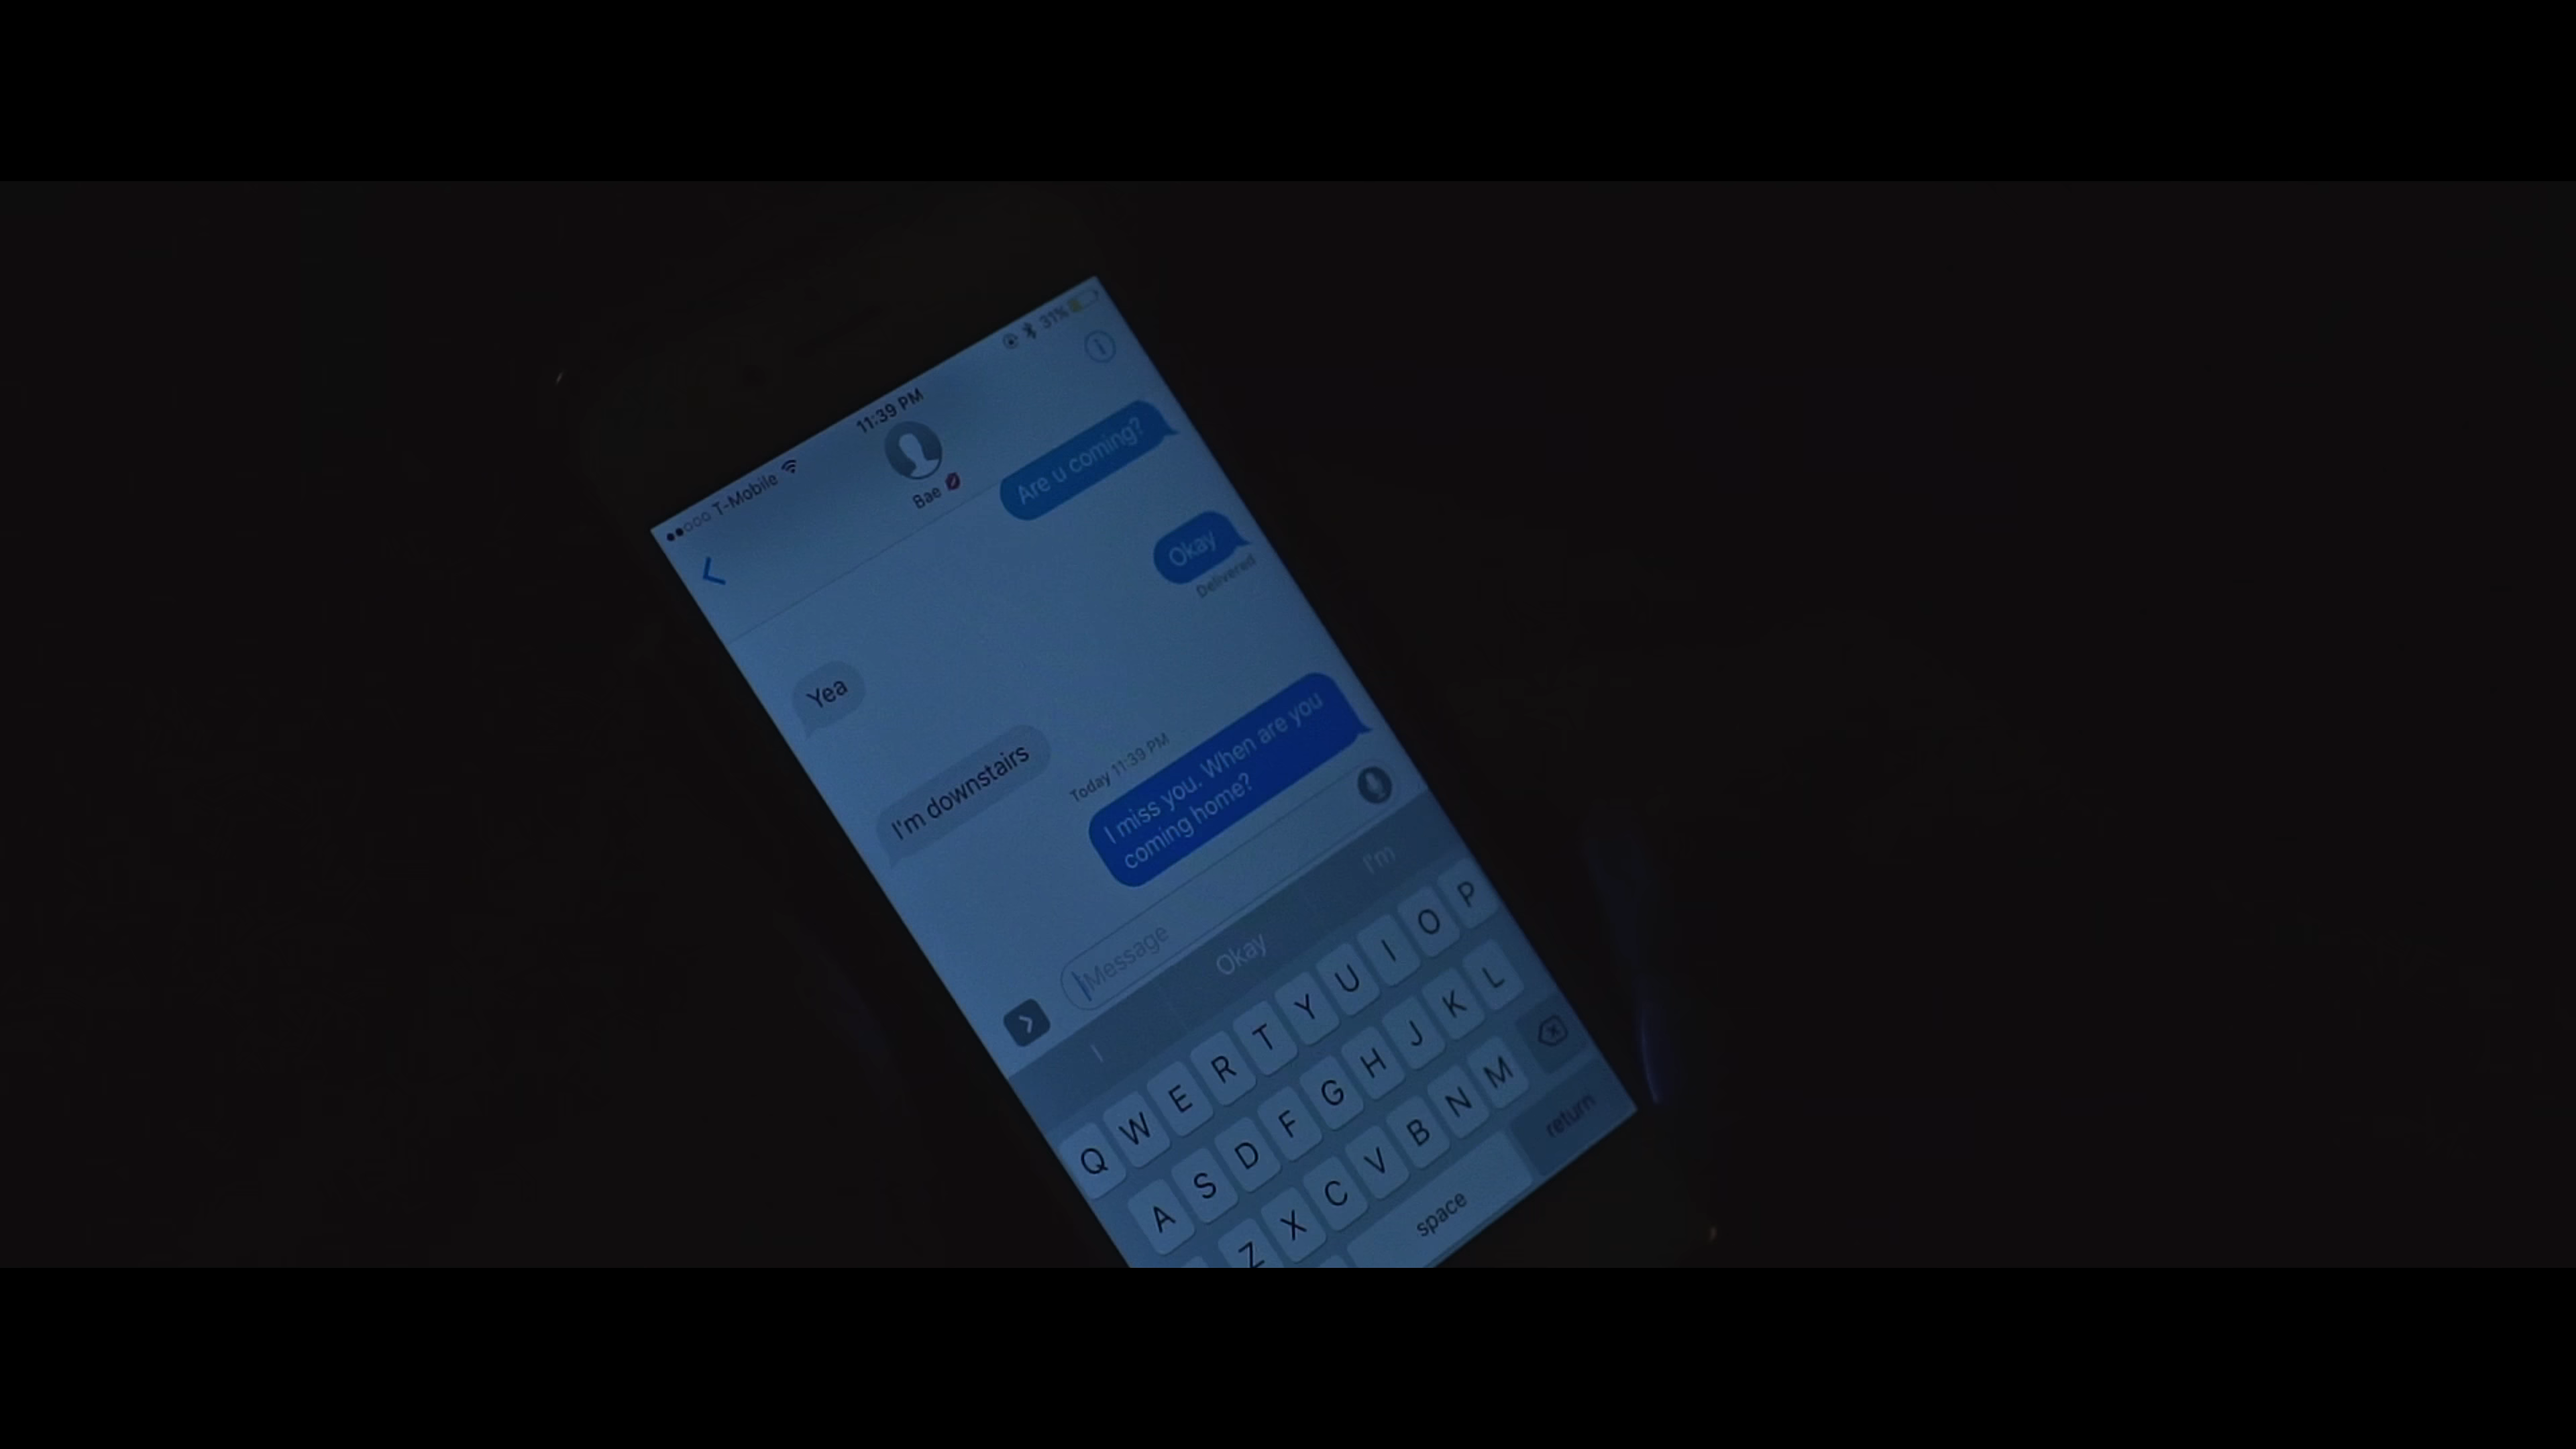 ●●○○○ T-Mobile 11:39 PM 31%
Bae 💋
Are u coming?
Yea
I'm downstairs
Okay
Delivered
Today 11:39 PM
I miss you. When are you
coming home?
Message
I Okay I'm
Q W E R T Y U I O P
A S D F G H J K L
Z X C V B N M
space return